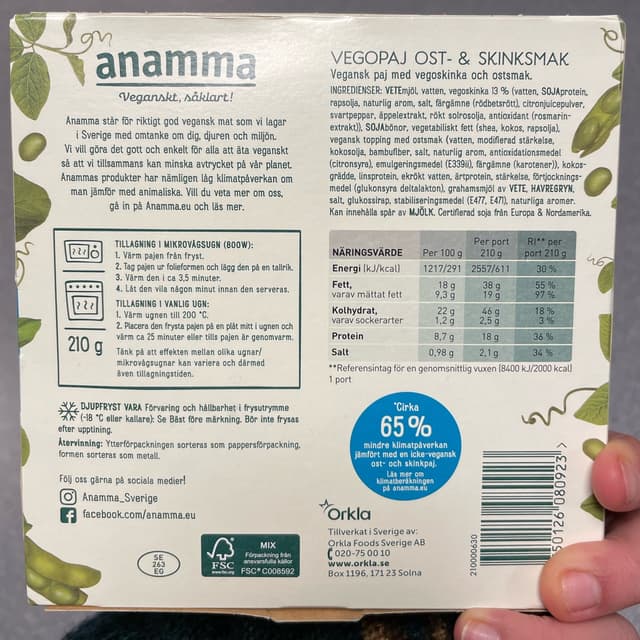 anamma
Veganskt, såklart!
Anamma står för riktigt god vegansk mat som vi lagar
i Sverige med omtanke om dig, djuren och miljön.
Vi vill göra det gott och enkelt för alla att äta veganskt
så att vi tillsammans kan minska avtrycket på vår planet.
Anammas produkter har nämligen låg klimatpåverkan om
man jämför med animaliska. Vill du veta mer om oss,
gå in på Anamma.eu och läs mer.
TILLAGNING I MIKROVÅGSUGN (800W):
1. Värm pajen från fryst.
2. Tag pajen ur folieformen och lägg den på en tallrik.
3. Värm den i ca 3,5 minuter.
4. Låt den vila någon minut innan den serveras.
TILLAGNING I VANLIG UGN:
1. Värm ugnen till 200 °C.
2. Placera den frysta pajen på en plåt mitt i ugnen och
värm ca 25 minuter eller tills pajen är genomvarm.
Tänk på att effekten mellan olika ugnar/
mikrovågsugnar kan variera och därmed
även tillagningstiden.
210 g
DJUPFRYST VARA Förvaring och hållbarhet i frysutrymme
(-18 °C eller kallare): Se Bäst före märkning. Bör inte frysas
efter upptining.
Återvinning: Ytterförpackningen sorteras som pappersförpackning,
formen sorteras som metall.
Följ oss gärna på sociala medier!
Anamma_Sverige
facebook.com/anamma.eu
SE
263
EG
FSC
www.fsc.org
MIX
Förpackning från
ansvarsfulla källor
FSC® C008592
VEGOPAJ OST- & SKINKSMAK
Vegansk paj med vegoskinka och ostsmak.
INGREDIENSER: VETEmjöl, vatten, vegoskinka 13 % (vatten, SOJAprotein,
rapsolja, naturlig arom, salt, färgämne (rödbetsrött), citronjuicepulver,
svartpeppar, äppelextrakt, rökt solrosolja, antioxidant (rosmarin-
extrakt)), SOJAbönor, vegetabiliskt fett (shea, kokos, rapsolja),
vegansk topping med ostsmak (vatten, modifierad stärkelse,
kokosolja, bambufiber, salt, naturlig arom, antioxidationsmedel
(citronsyra), emulgeringsmedel (E339ii), färgämne (karotener)), kokos-
grädde, linsprotein, ekrökt vatten, ärtprotein, stärkelse, förtjocknings-
medel (glukonsyra deltalakton), grahamsmjöl av VETE, HAVREGRYN,
salt, glukossirap, stabiliseringsmedel (E477, E471), naturliga aromer.
Kan innehålla spår av MJÖLK. Certifierad soja från Europa & Nordamerika.
NÄRINGSVÄRDE Per 100 g Per port 210 g RI** per port 210 g
Energi (kJ/kcal) 1217/291 2557/611 30 %
Fett, 18 g 38 g 55 %
varav mättat fett 9,3 g 19 g 97 %
Kolhydrat, 22 g 46 g 18 %
varav sockerarter 1,2 g 2,5 g 3 %
Protein 8,7 g 18 g 36 %
Salt 0,98 g 2,1 g 34 %
**Referensintag för en genomsnittlig vuxen (8400 kJ/2000 kcal)
1 port
*Cirka
65%
mindre klimatpåverkan
jämfört med en icke-vegansk
ost- och skinkpaj.
Läs mer om
klimatberäkningen
på anamma.eu
Orkla
Tillverkat i Sverige av:
Orkla Foods Sverige AB
020-75 00 10
www.orkla.se
Box 1196, 171 23 Solna
210000630
50126 080923 >